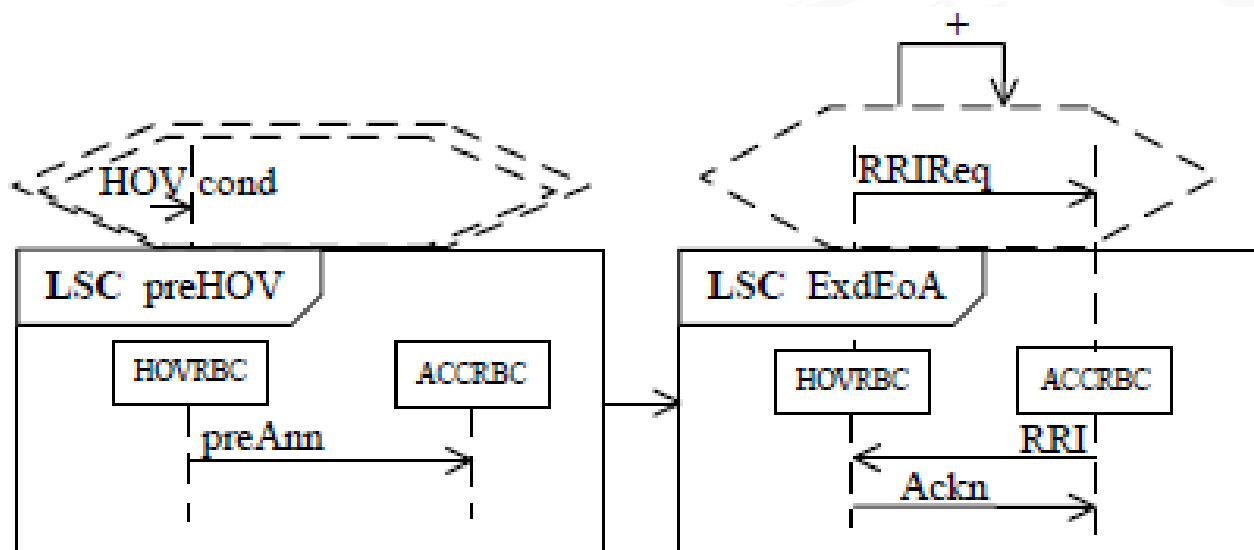 +
HOV cond
RRIReq
LSC preHOV
LSC ExdEoA
HOVRBC
ACCRBC
HOVRBC
ACCRBC
preAnn
RRI
Ackn